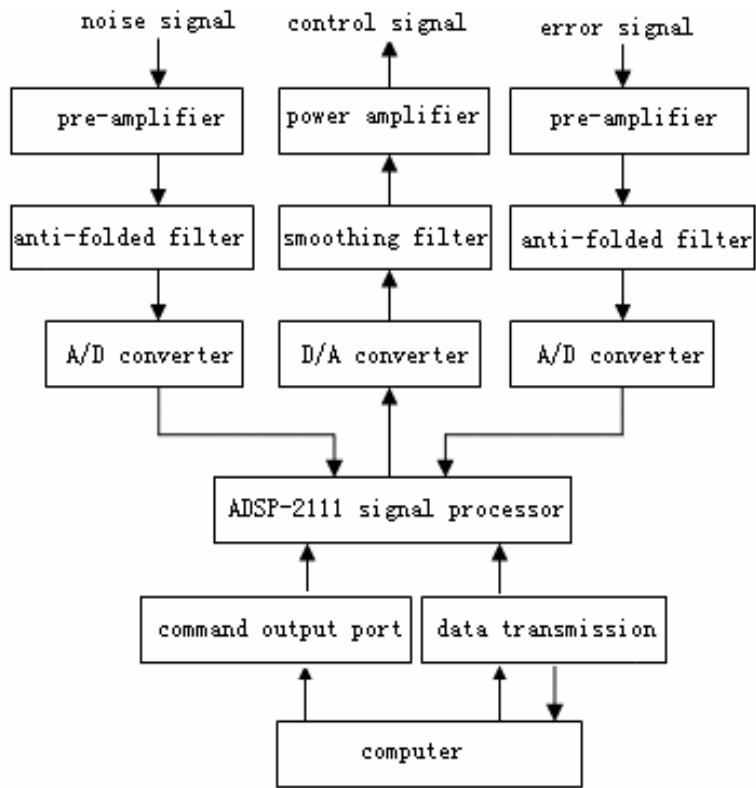 noise signal
control signal
error signal
pre-amplifier
power amplifier
pre-amplifier
anti-folded filter
smoothing filter
anti-folded filter
A/D converter
D/A converter
A/D converter
ADSP-2111 signal processor
command output port
data transmission
computer